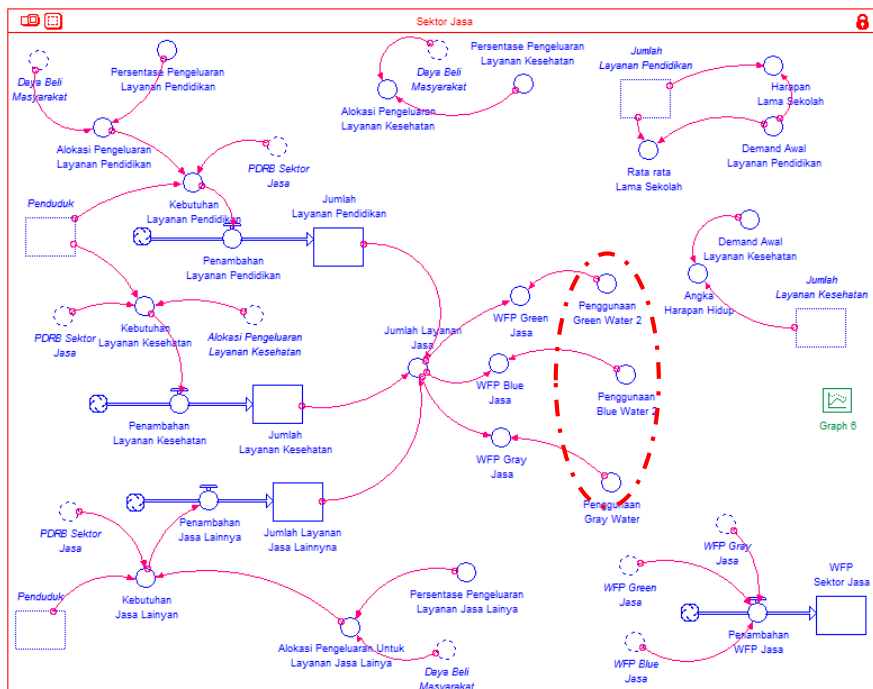 Sektor Jasa
Daya Beli
Masyarakat
Persentase Pengeluaran
Layanan Pendidikan
Alokasi Pengeluaran
Layanan Pendidikan
Daya Beli
Masyarakat
Persentase Pengeluaran
Layanan Kesehatan
Alokasi Pengeluaran
Layanan Kesehatan
Jumlah
Layanan Pendidikan
Harapan
Lama Sekolah
Rata rata
Lama Sekolah
Demand Awal
Layanan Pendidikan
PDRB Sektor
Jasa
Penduduk
Kebutuhan
Layanan Pendidikan
Jumlah
Layanan Pendidikan
Penambahan
Layanan Pendidikan
Demand Awal
Layanan Kesehatan
Angka
Harapan Hidup
Jumlah
Layanan Kesehatan
PDRB Sektor
Jasa
Kebutuhan
Layanan Kesehatan
Alokasi Pengeluaran
Layanan Kesehatan
Jumlah Layanan
Jasa
WFP Green
Jasa
Penggunaan
Green Water 2
WFP Blue
Jasa
Penggunaan
Blue Water 2
Penambahan
Layanan Kesehatan
Jumlah
Layanan Kesehatan
WFP Gray
Jasa
Penggunaan
Gray Water
Graph 6
PDRB Sektor
Jasa
Penambahan
Jasa Lainnya
Jumlah Layanan
Jasa Lainnyna
Penduduk
Kebutuhan
Jasa Lainyan
Persentase Pengeluaran
Layanan Jasa Lainya
Alokasi Pengeluaran Untuk
Layanan Jasa Lainya
Daya Beli
Masyarakat
WFP Gray
Jasa
WFP Green
Jasa
WFP Blue
Jasa
Penambahan
WFP Jasa
WFP
Sektor Jasa